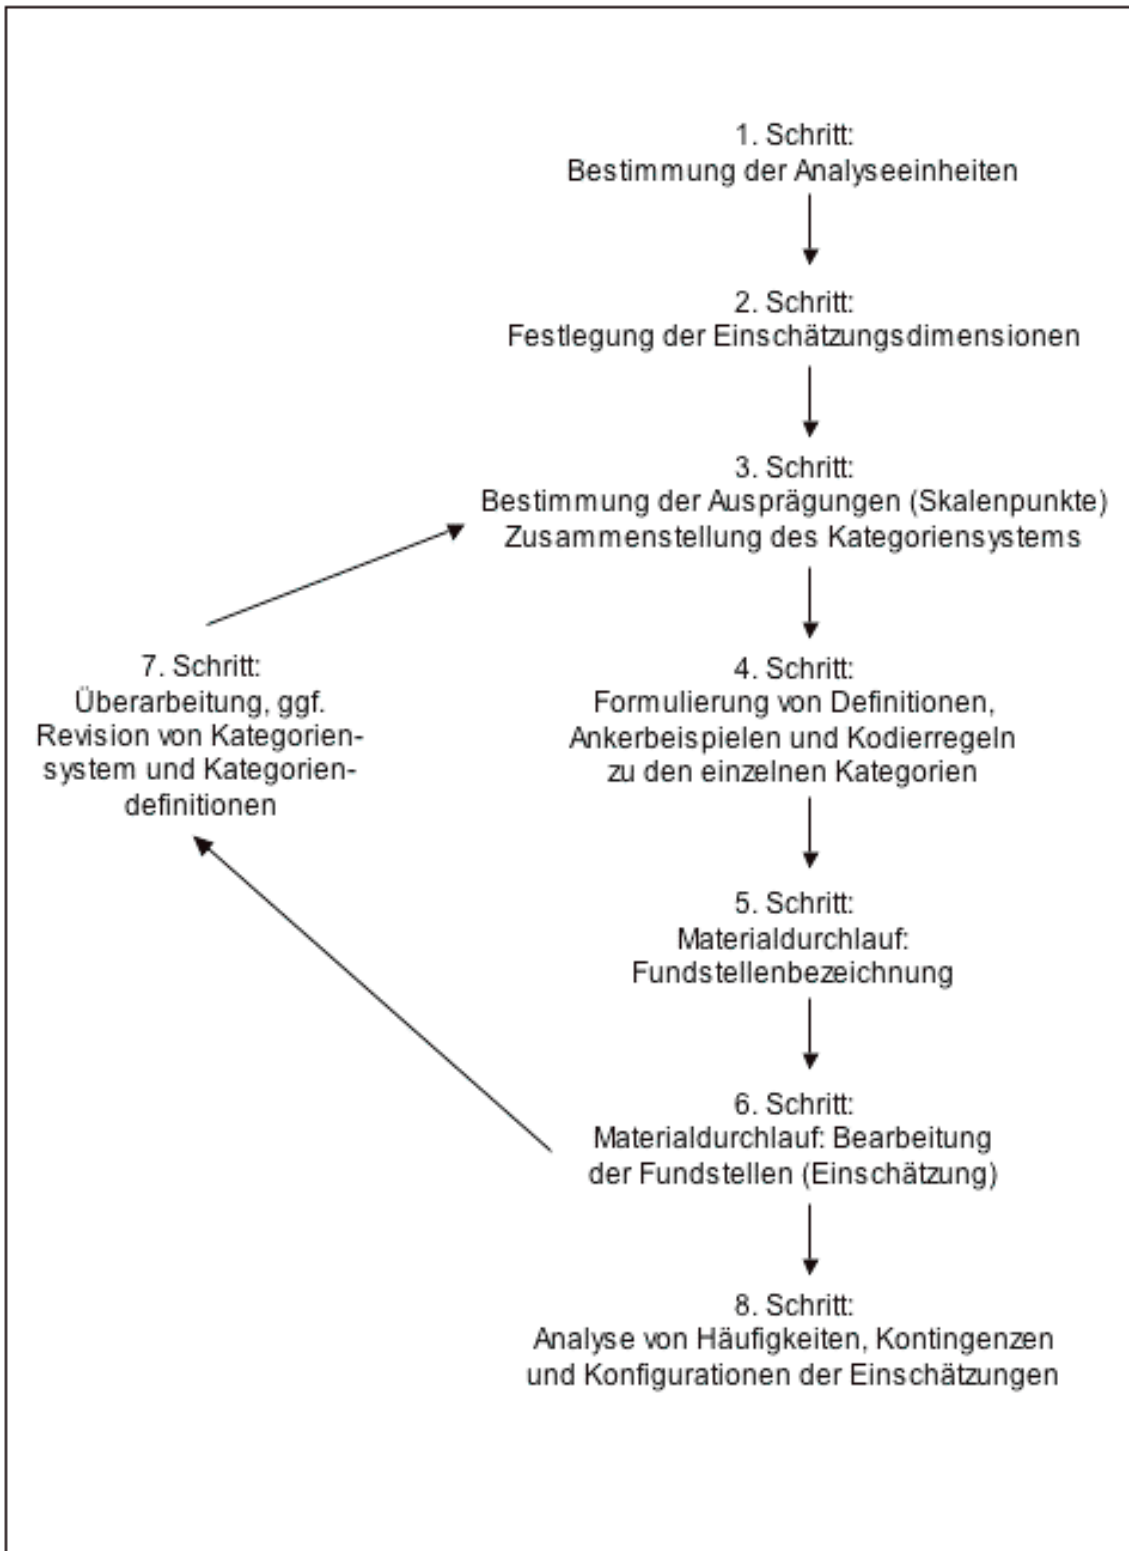 1. Schritt:
Bestimmung der Analyseeinheiten
2. Schritt:
Festlegung der Einschätzungsdimensionen
3. Schritt:
Bestimmung der Ausprägungen (Skalenpunkte)
Zusammenstellung des Kategoriensystems
4. Schritt:
Formulierung von Definitionen,
Ankerbeispielen und Kodierregeln
zu den einzelnen Kategorien
5. Schritt:
Materialdurchlauf:
Fundstellenbezeichnung
6. Schritt:
Materialdurchlauf: Bearbeitung
der Fundstellen (Einschätzung)
7. Schritt:
Überarbeitung, ggf.
Revision von Kategorien-
system und Kategorien-
definitionen
8. Schritt:
Analyse von Häufigkeiten, Kontingenzen
und Konfigurationen der Einschätzungen